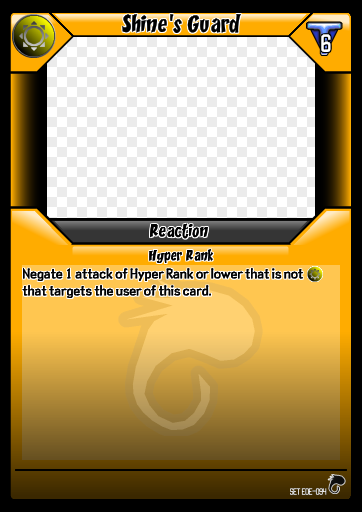 Shine's Guard
6
Reaction
Hyper Rank
Negate 1 attack of Hyper Rank or lower that is not
that targets the user of this card.
SET EOE-094